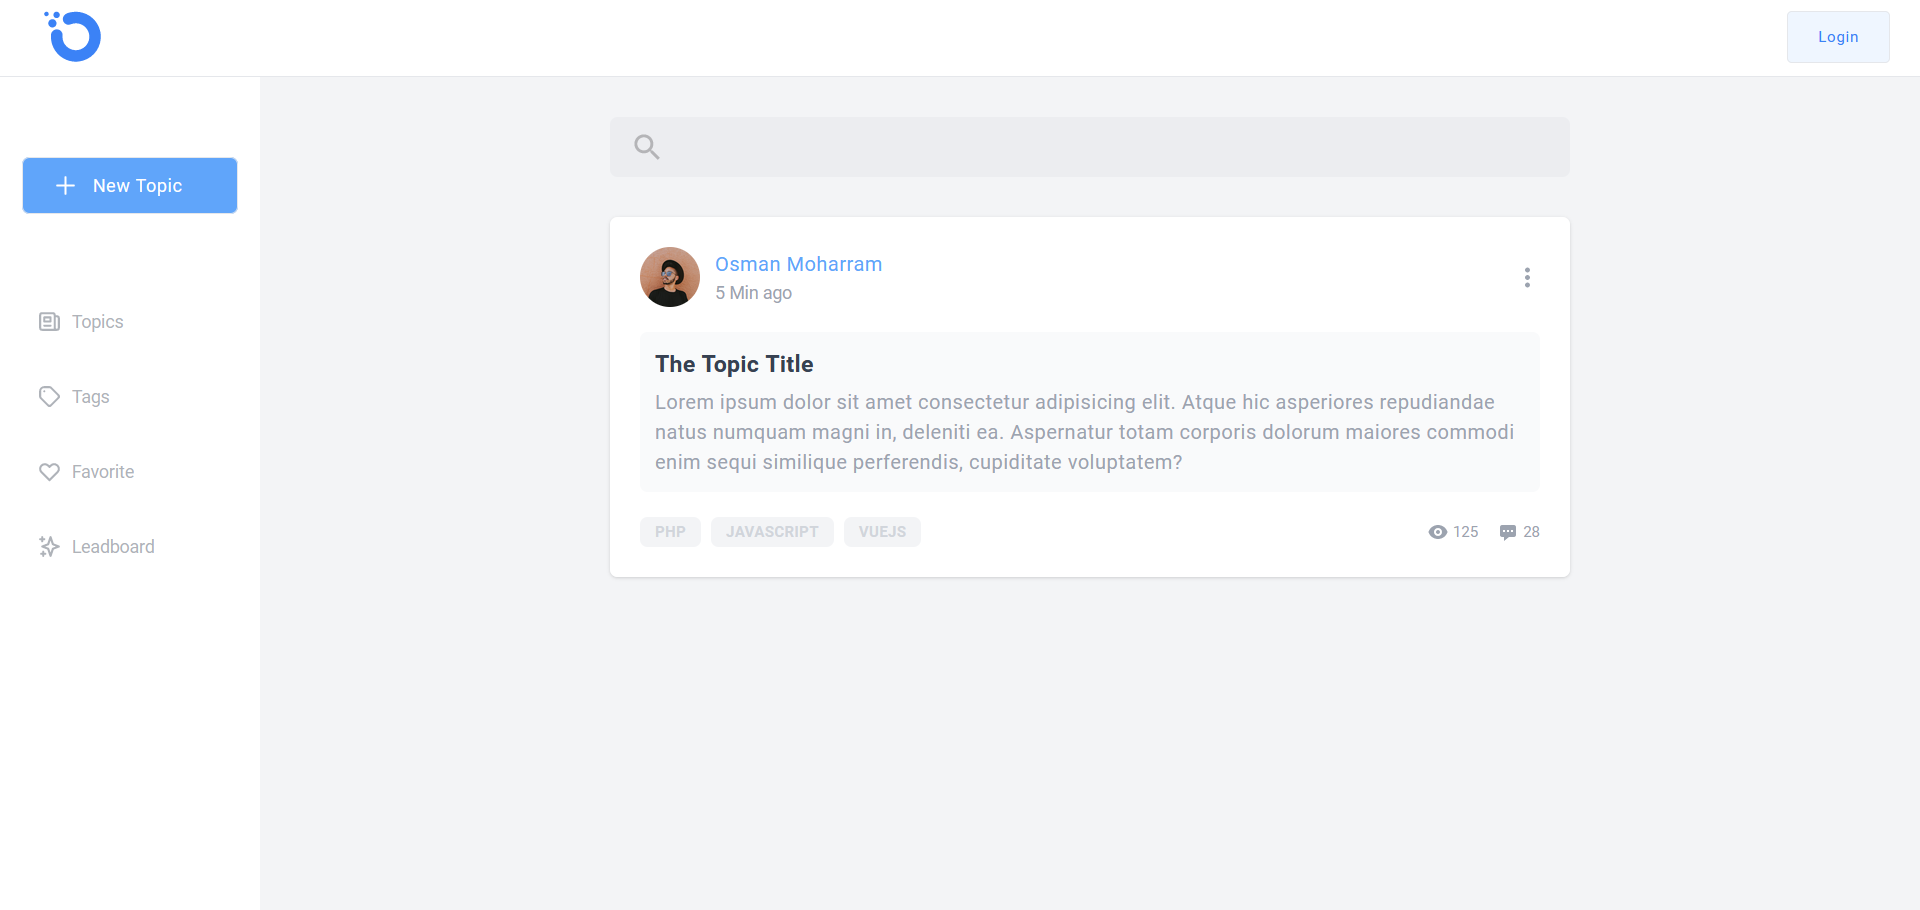 Login
New Topic
Topics
Tags
Favorite
Leadboard
Osman Moharram
5 Min ago
The Topic Title
Lorem ipsum dolor sit amet consectetur adipisicing elit. Atque hic asperiores repudiandae
natus numquam magni in, deleniti ea. Aspernatur totam corporis dolorum maiores commodi
enim sequi similique perferendis, cupiditate voluptatem?
PHP JAVASCRIPT VUEJS 125 28